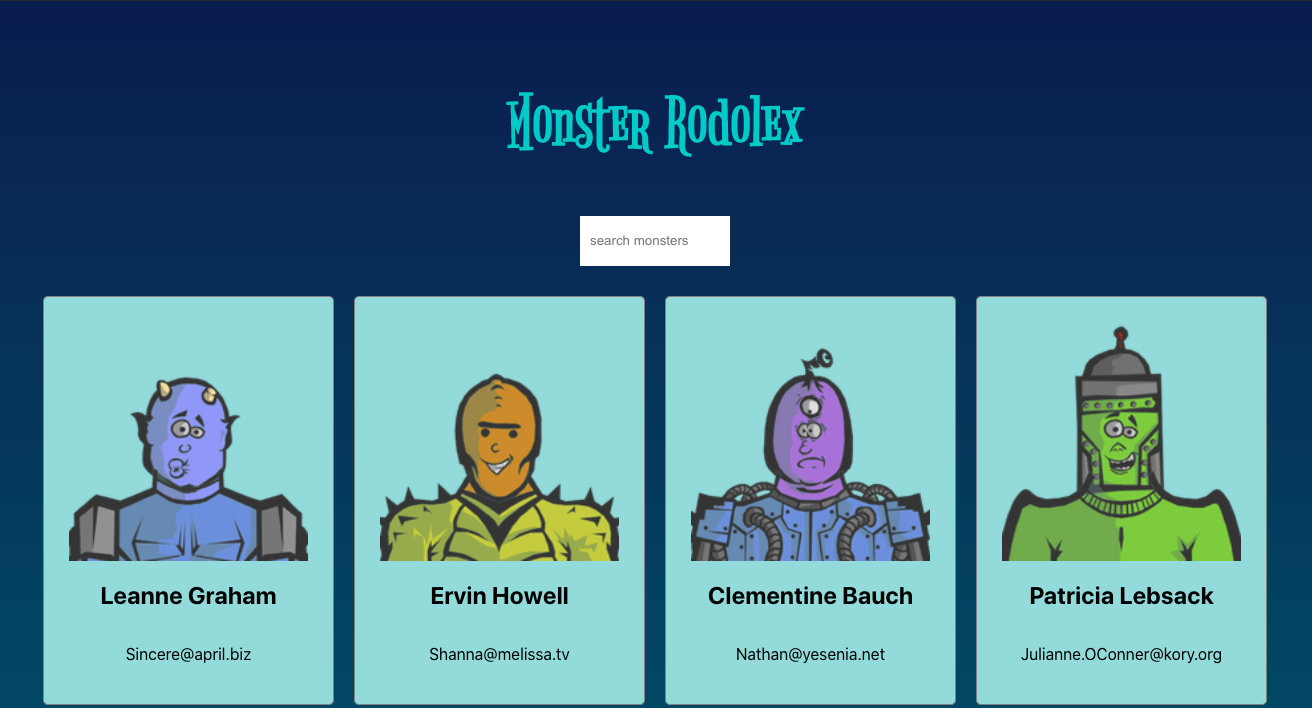 Monster Rodolex
search monsters
Leanne Graham
Ervin Howell
Clementine Bauch
Patricia Lebsack
Sincere@april.biz
Shanna@melissa.tv
Nathan@yesenia.net
Julianne.OConner@kory.org